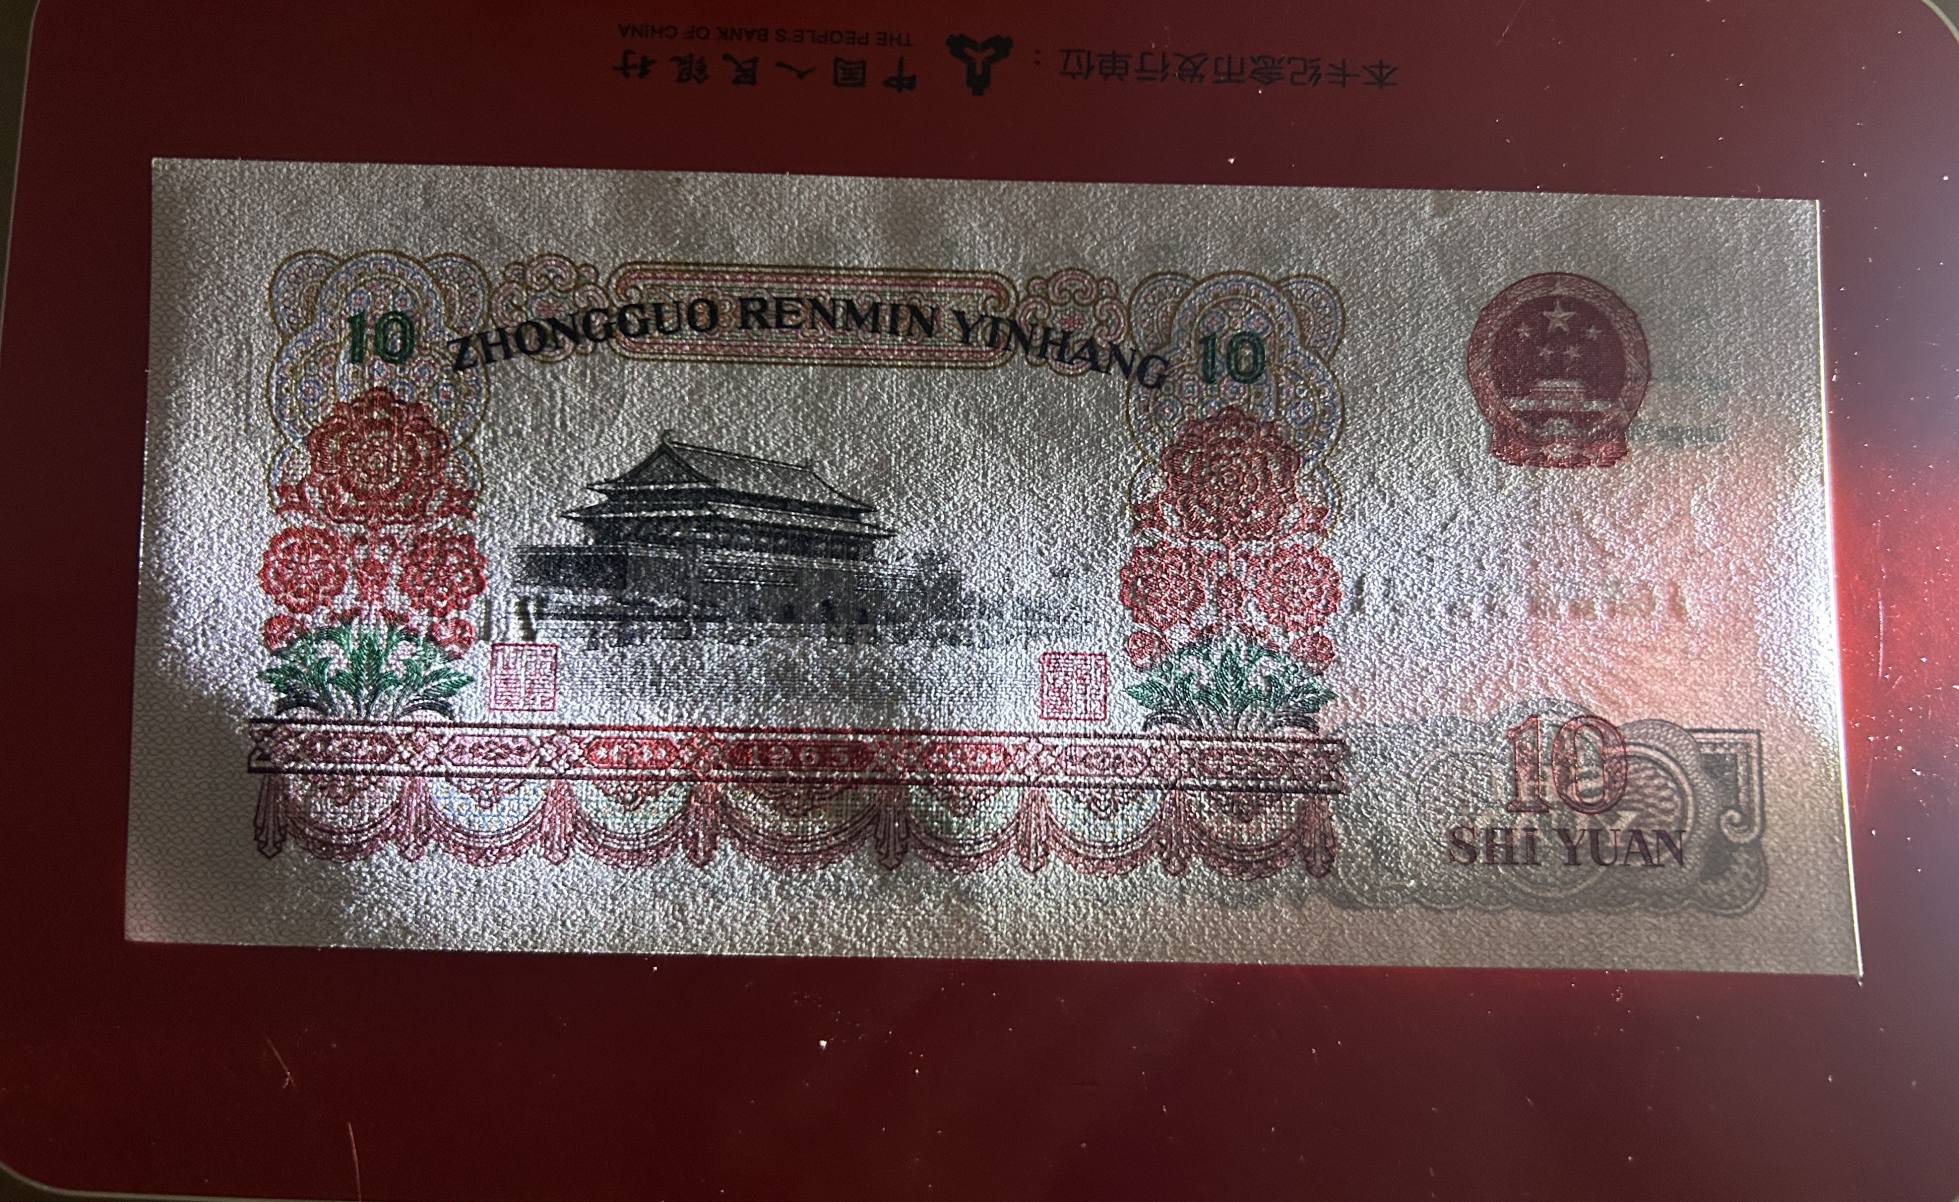 本卡纪念币发行单位：中国人民银行
THE PEOPLE'S BANK OF CHINA
10 ZHONGGUO RENMIN YINHANG 10
1965
10
SHI YUAN